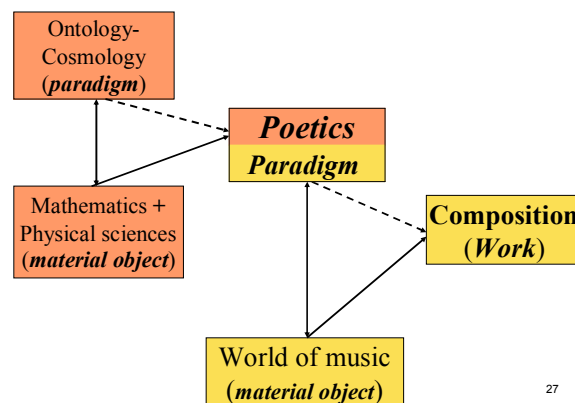 Ontology-
Cosmology
(paradigm)
Poetics
Paradigm
Mathematics +
Physical sciences
(material object)
Composition
(Work)
World of music
(material object)
27